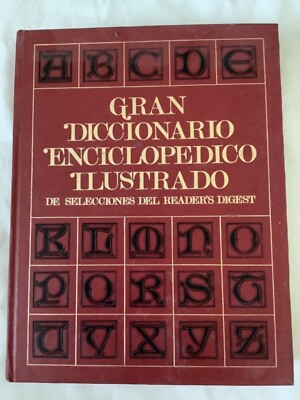 A B C D E
GRAN
DICCIONARIO
ENCICLOPEDICO
ILUSTRADO
DE SELECCIONES DEL READER'S DIGEST
K L M N O
P Q R S T
U V X Y Z